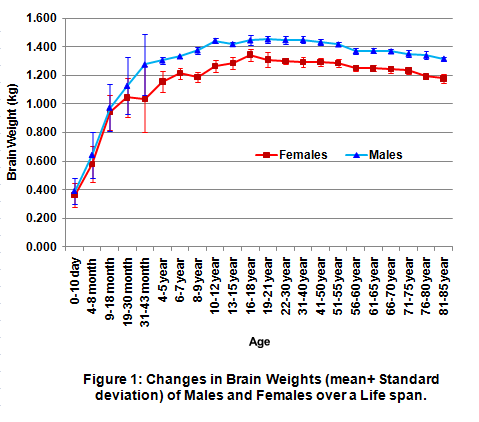 1.600
1.400
1.200
1.000
0.800
0.600
0.400
0.200
0.000
Brain Weight (kg)
Females
Males
0-10 day
4-8 month
9-18 month
19-30 month
31-43 month
4-5 year
6-7 year
8-9 year
10-12 year
13-15 year
16-18 year
19-21 year
22-30 year
31-40 year
41-50 year
51-55 year
56-60 year
61-65 year
66-70 year
71-75 year
76-80 year
81-85 year
Age
Figure 1: Changes in Brain Weights (mean+ Standard
deviation) of Males and Females over a Life span.